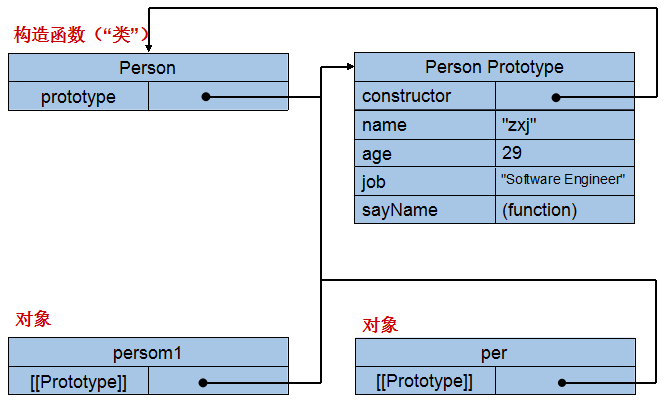 构造函数（“类”）
Person
prototype
Person Prototype
constructor
name "zxj"
age 29
job "Software Engineer"
sayName (function)
对象
persom1
[[Prototype]]
对象
per
[[Prototype]]